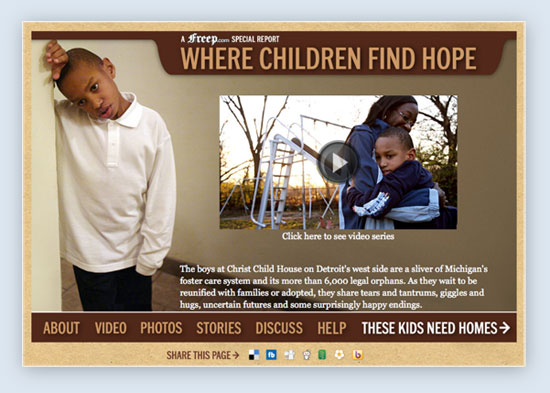 A Freep.com SPECIAL REPORT
WHERE CHILDREN FIND HOPE
Click here to see video series
The boys at Christ Child House on Detroit's west side are a sliver of Michigan's
foster care system and its more than 6,000 legal orphans. As they wait to be
reunified with families or adopted, they share tears and tantrums, giggles and
hugs, uncertain futures and some surprisingly happy endings.
ABOUT VIDEO PHOTOS STORIES DISCUSS HELP THESE KIDS NEED HOMES→
SHARE THIS PAGE→